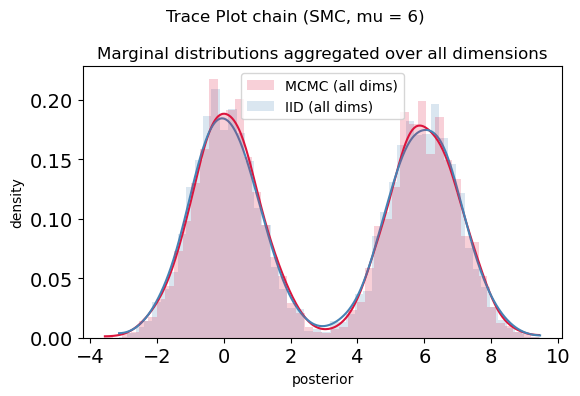 Trace Plot chain (SMC, mu = 6)
Marginal distributions aggregated over all dimensions
MCMC (all dims)
IID (all dims)
density
0.20
0.15
0.10
0.05
0.00
−4 −2 0 2 4 6 8 10
posterior